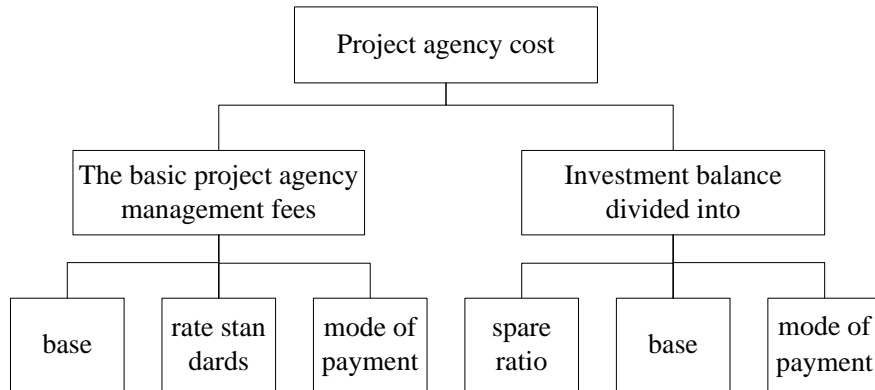 Project agency cost
The basic project agency
management fees
Investment balance
divided into
base
rate stan
dards
mode of
payment
spare
ratio
base
mode of
payment